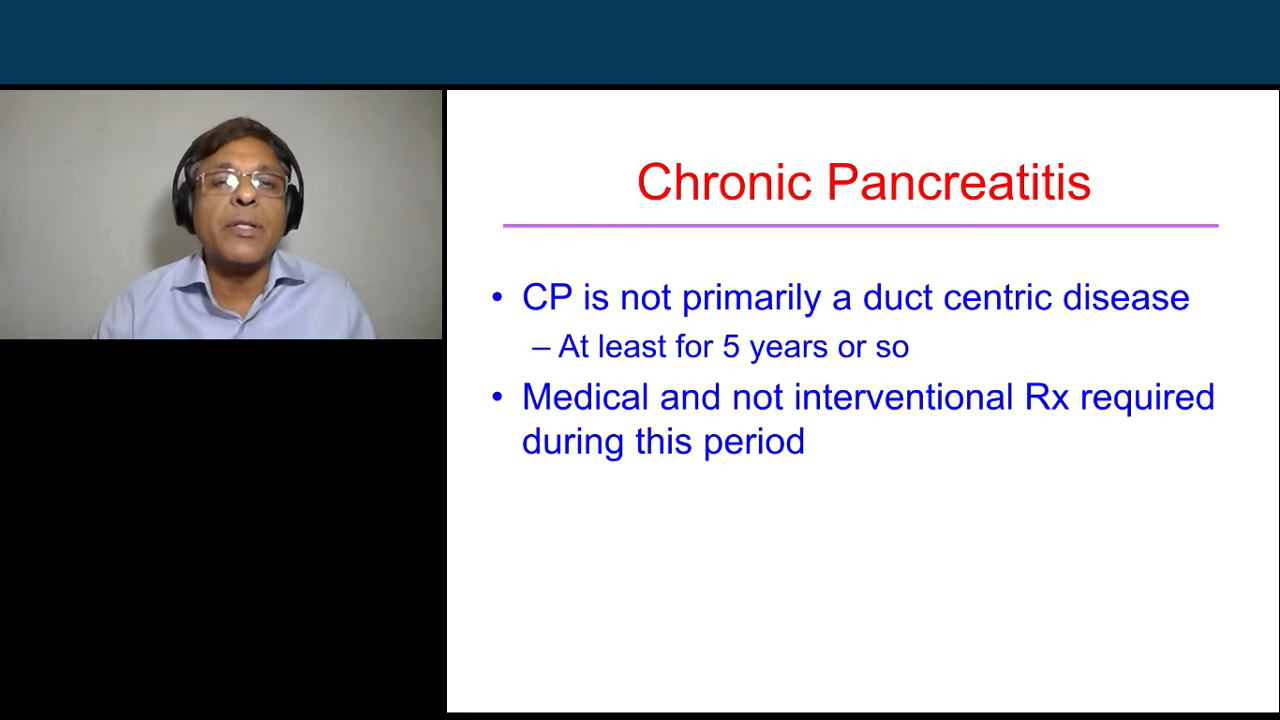 Chronic Pancreatitis
• CP is not primarily a duct centric disease
– At least for 5 years or so
• Medical and not interventional Rx required
during this period